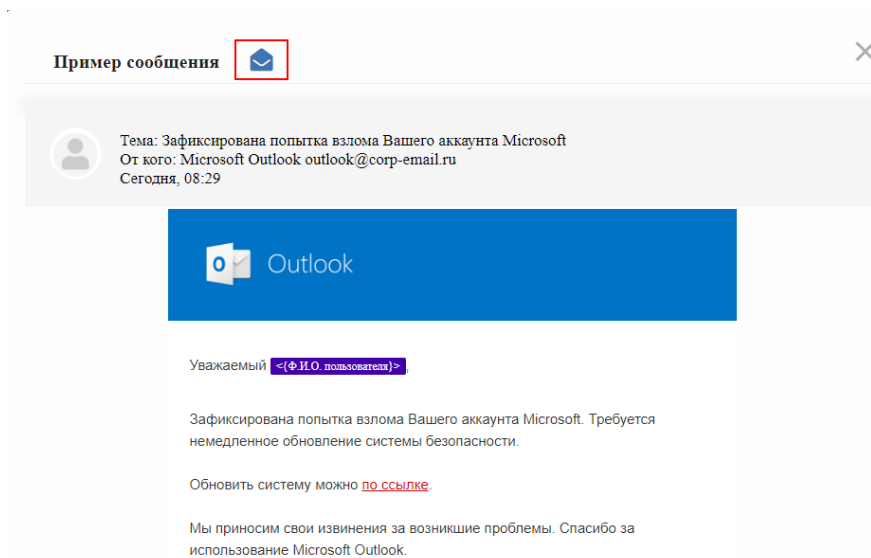 Пример сообщения
Тема: Зафиксирована попытка взлома Вашего аккаунта Microsoft
От кого: Microsoft Outlook outlook@corp-email.ru
Сегодня, 08:29
Outlook
Уважаемый <{Ф.И.О. пользователя}>,
Зафиксирована попытка взлома Вашего аккаунта Microsoft. Требуется
немедленное обновление системы безопасности.
Обновить систему можно по ссылке.
Мы приносим свои извинения за возникшие проблемы. Спасибо за
использование Microsoft Outlook.